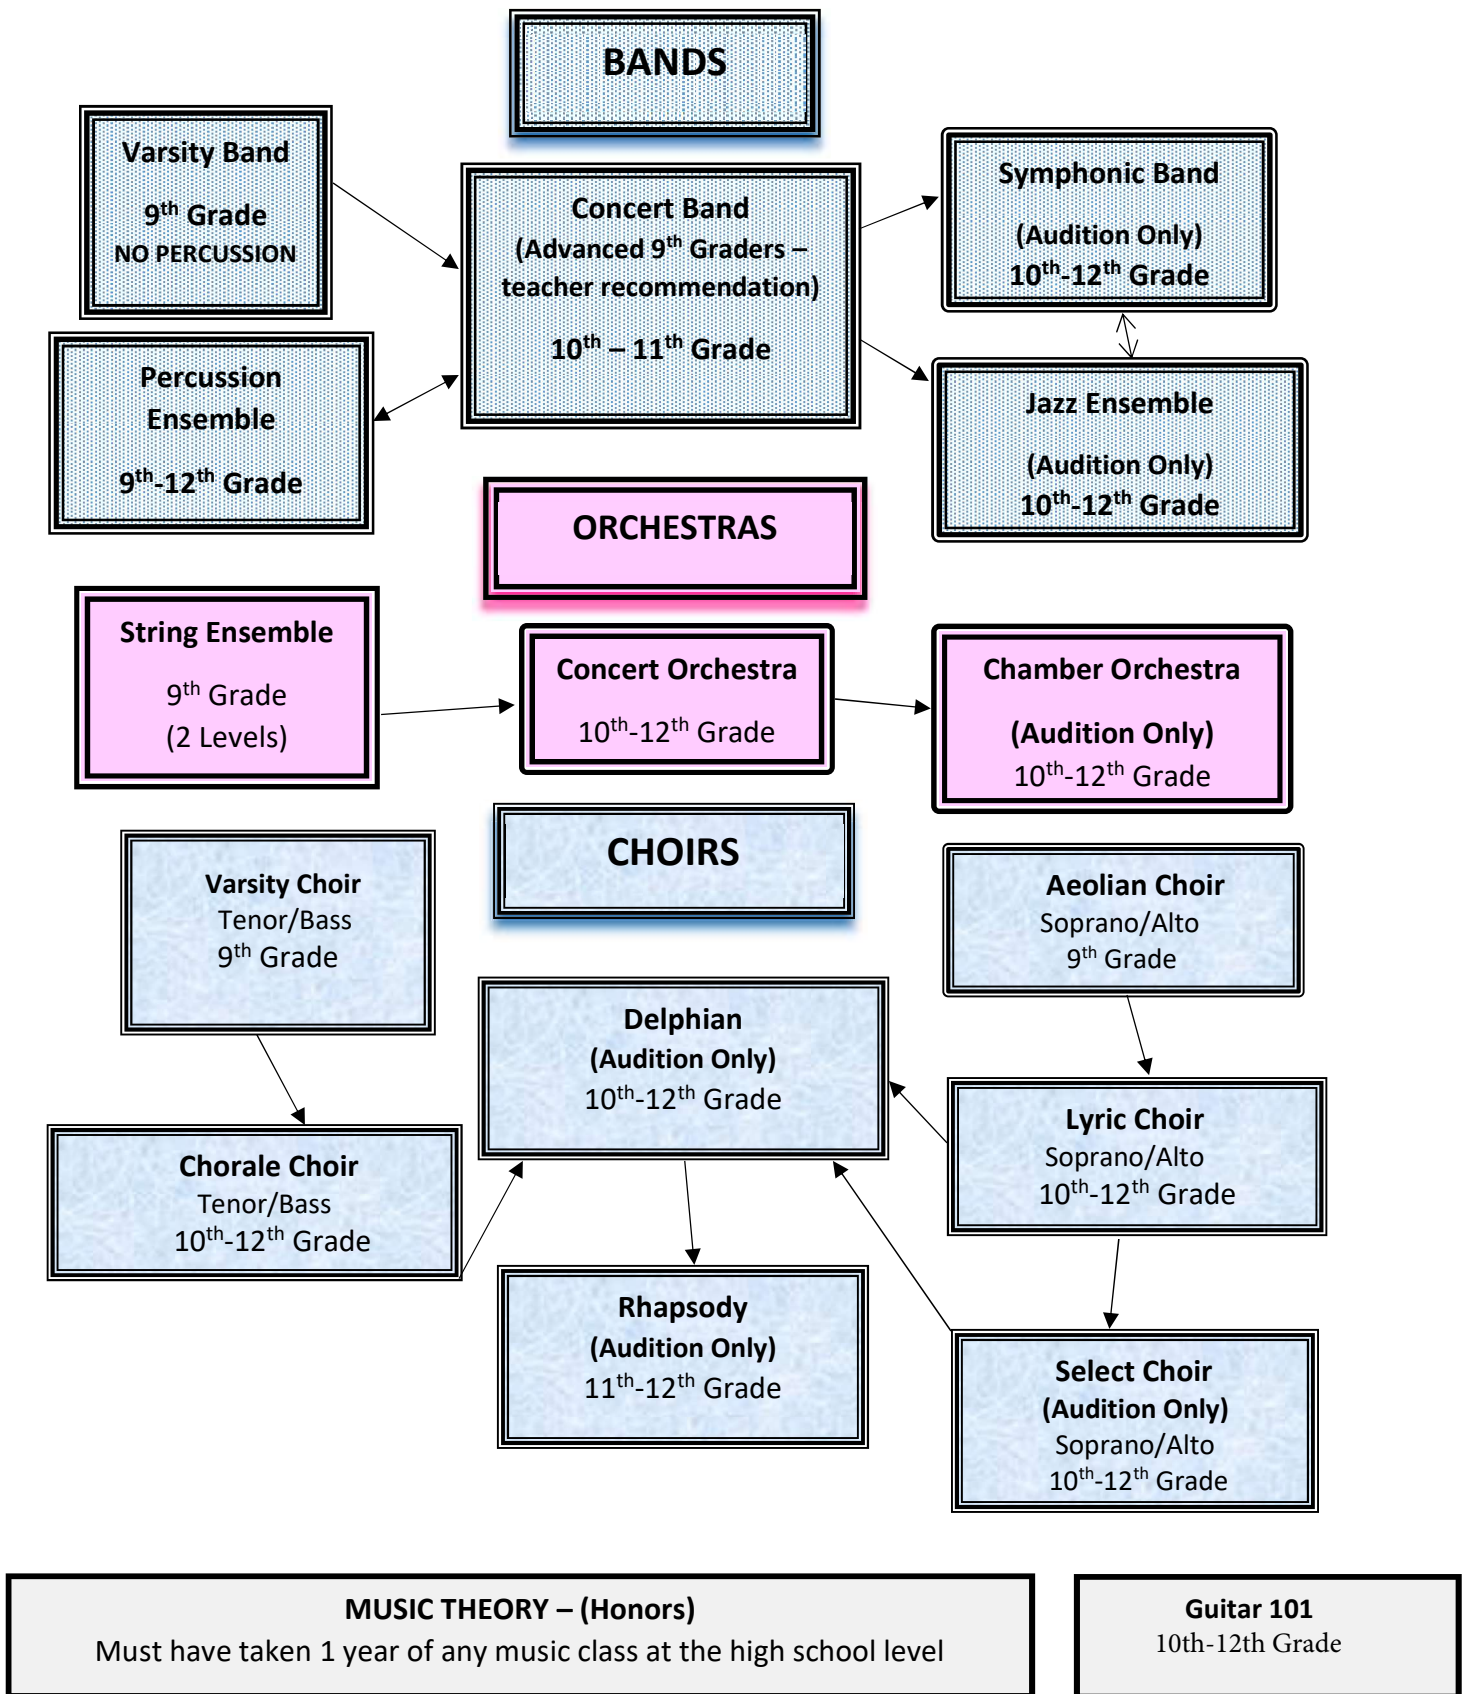 BANDS
Varsity Band
9th Grade
NO PERCUSSION
Concert Band
(Advanced 9th Graders –
teacher recommendation)
10th – 11th Grade
Symphonic Band
(Audition Only)
10th-12th Grade
Percussion
Ensemble
9th-12th Grade
Jazz Ensemble
(Audition Only)
10th-12th Grade
ORCHESTRAS
String Ensemble
9th Grade
(2 Levels)
Concert Orchestra
10th-12th Grade
Chamber Orchestra
(Audition Only)
10th-12th Grade
CHOIRS
Varsity Choir
Tenor/Bass
9th Grade
Aeolian Choir
Soprano/Alto
9th Grade
Delphian
(Audition Only)
10th-12th Grade
Chorale Choir
Tenor/Bass
10th-12th Grade
Lyric Choir
Soprano/Alto
10th-12th Grade
Rhapsody
(Audition Only)
11th-12th Grade
Select Choir
(Audition Only)
Soprano/Alto
10th-12th Grade
MUSIC THEORY – (Honors)
Must have taken 1 year of any music class at the high school level
Guitar 101
10th-12th Grade